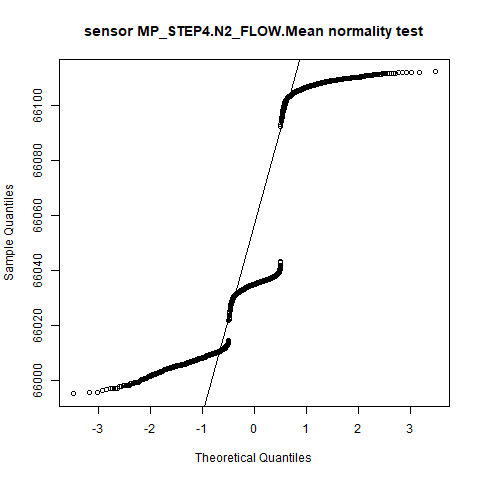 sensor MP_STEP4.N2_FLOW.Mean normality test
66100
66080
66060
66040
66020
66000
Sample Quantiles
-3 -2 -1 0 1 2 3
Theoretical Quantiles